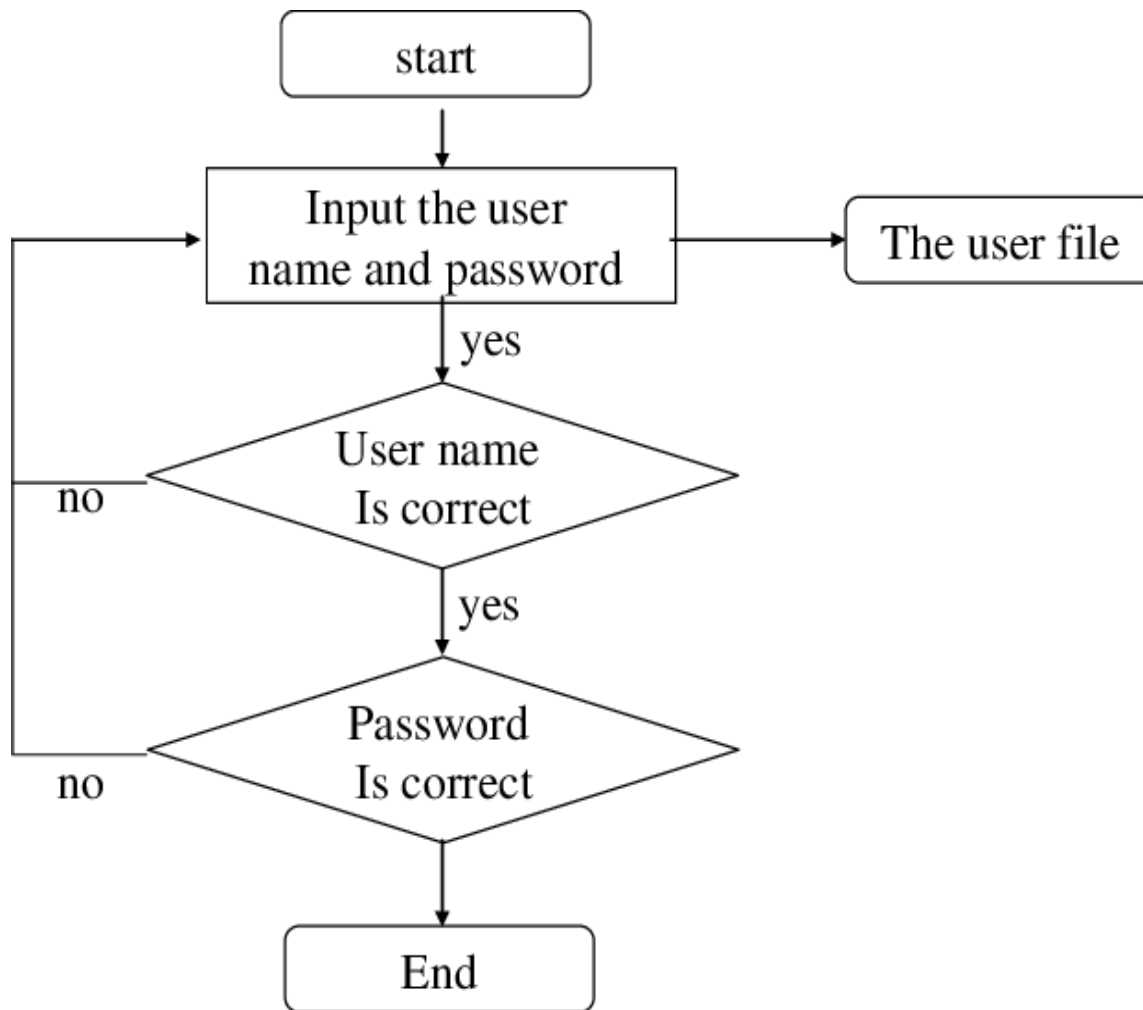 start
Input the user
name and password
The user file
yes
User name
Is correct
no
yes
Password
Is correct
no
End